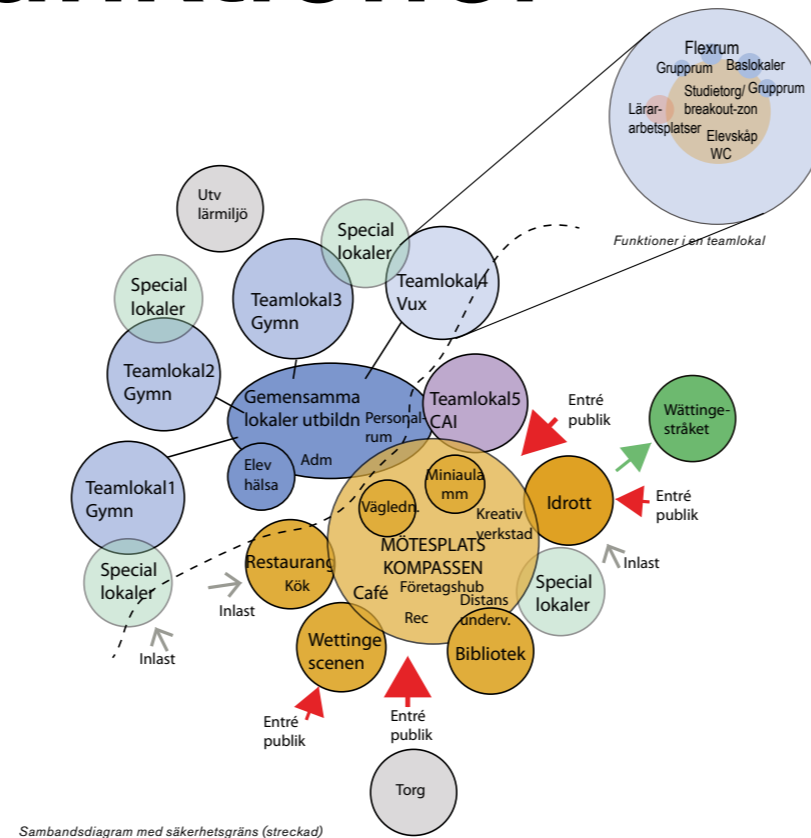 Flexrum
Grupprum
Baslokaler
Studietorg/
breakout-zon
Grupprum
Lärar-
arbetsplatser
Elevskåp
WC
Funktioner i en teamlokal
Utv
lärmiljö
Special
lokaler
Special
lokaler
Teamlokal3
Gymn
Teamlokal4
Vux
Teamlokal2
Gymn
Gemensamma
lokaler utbildn
Personal-
rum
Adm
Elev
hälsa
Teamlokal5
CAI
Entré
publik
Wättinge-
stråket
Teamlokal1
Gymn
Miniaula
mm
Vägledn.
Kreativ
verkstad
Idrott
Entré
publik
MÖTESPLATS
KOMPASSEN
Företagshub
Café
Rec
Distans
underv.
Restaurang
Kök
Inlast
Special
lokaler
Inlast
Special
lokaler
Inlast
Wettinge
scenen
Bibliotek
Entré
publik
Entré
publik
Torg
Sambandsdiagram med säkerhetsgräns (streckad)